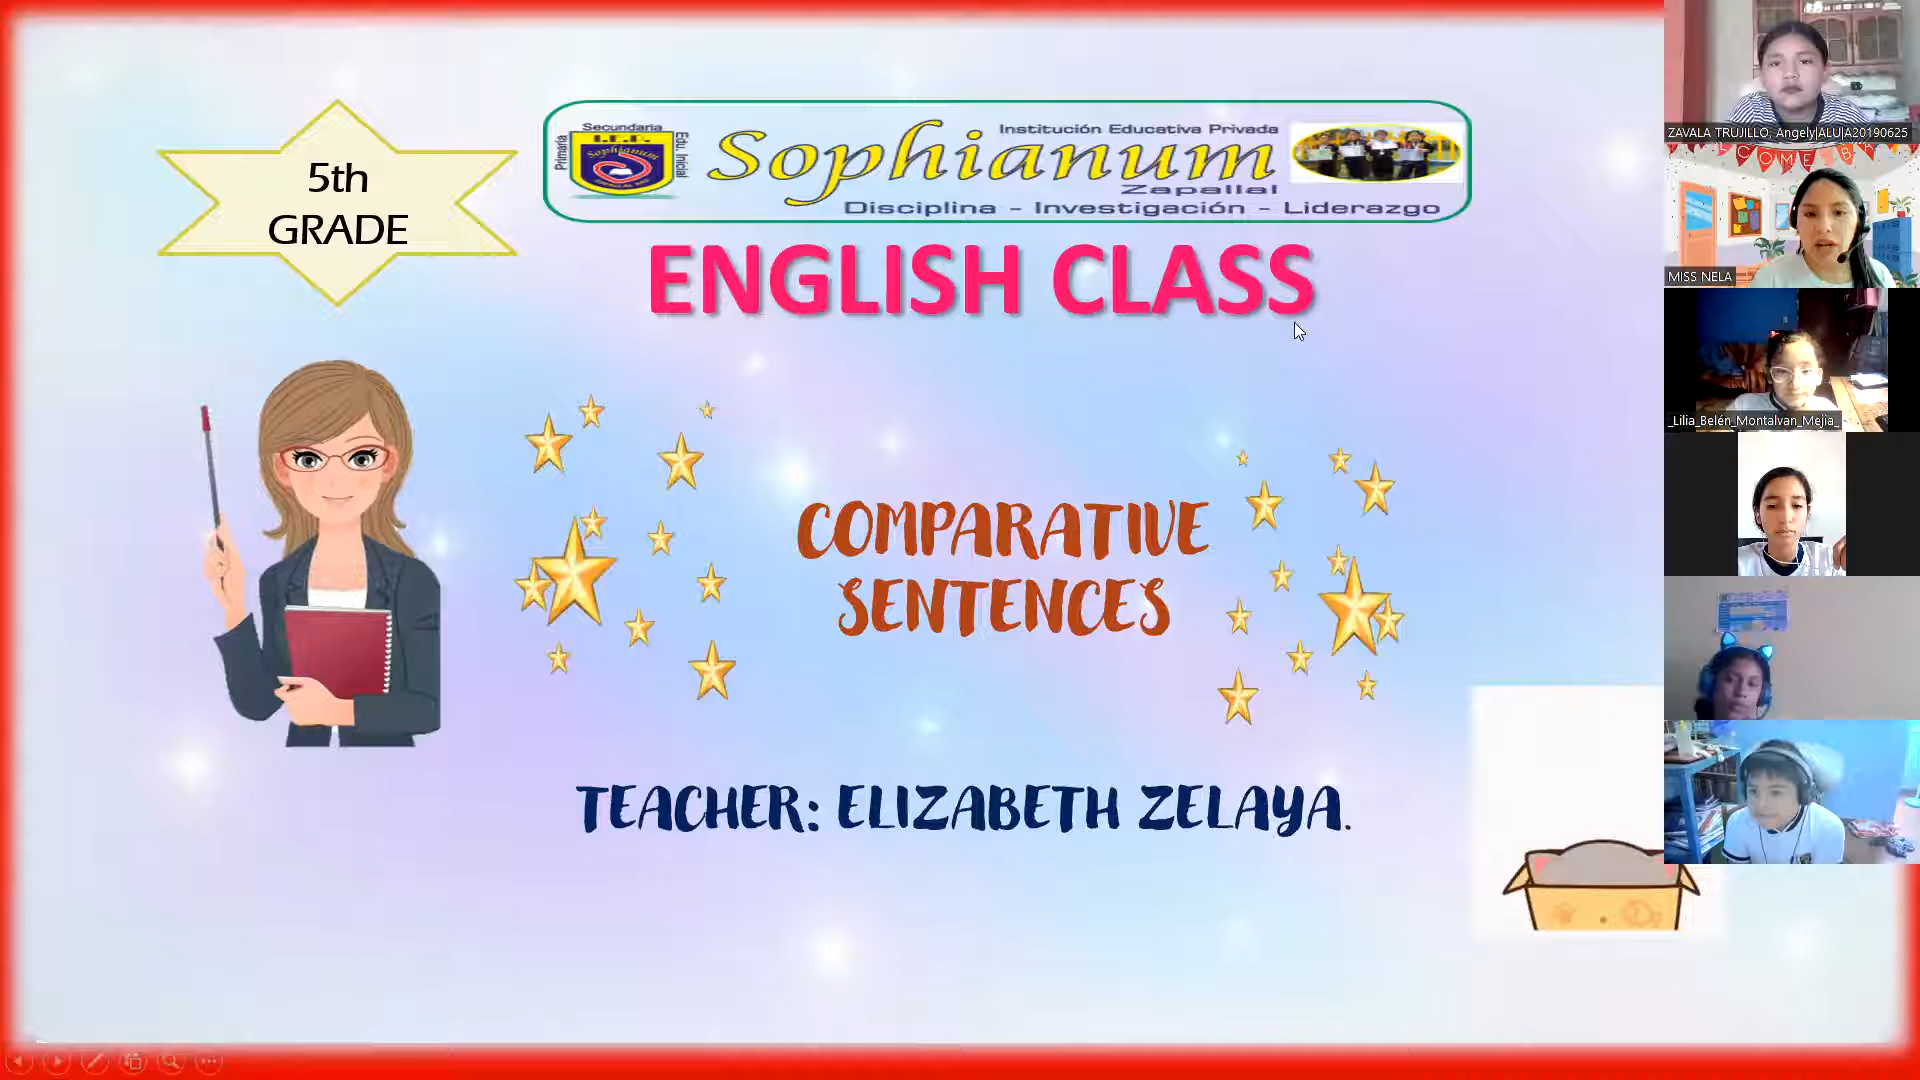 5th
GRADE
Secundaria
Primaria
I.E.P.
Sophianum
Edu. Inicial
Institución Educativa Privada
Sophianum
Zapallal
Disciplina - Investigación - Liderazgo
ENGLISH CLASS
COMPARATIVE
SENTENCES
TEACHER: ELIZABETH ZELAYA.
ZAVALA TRUJILLO, Angely|ALU|A20190625
MISS NELA
_Lilia_Belén_Montalvan_Mejia_